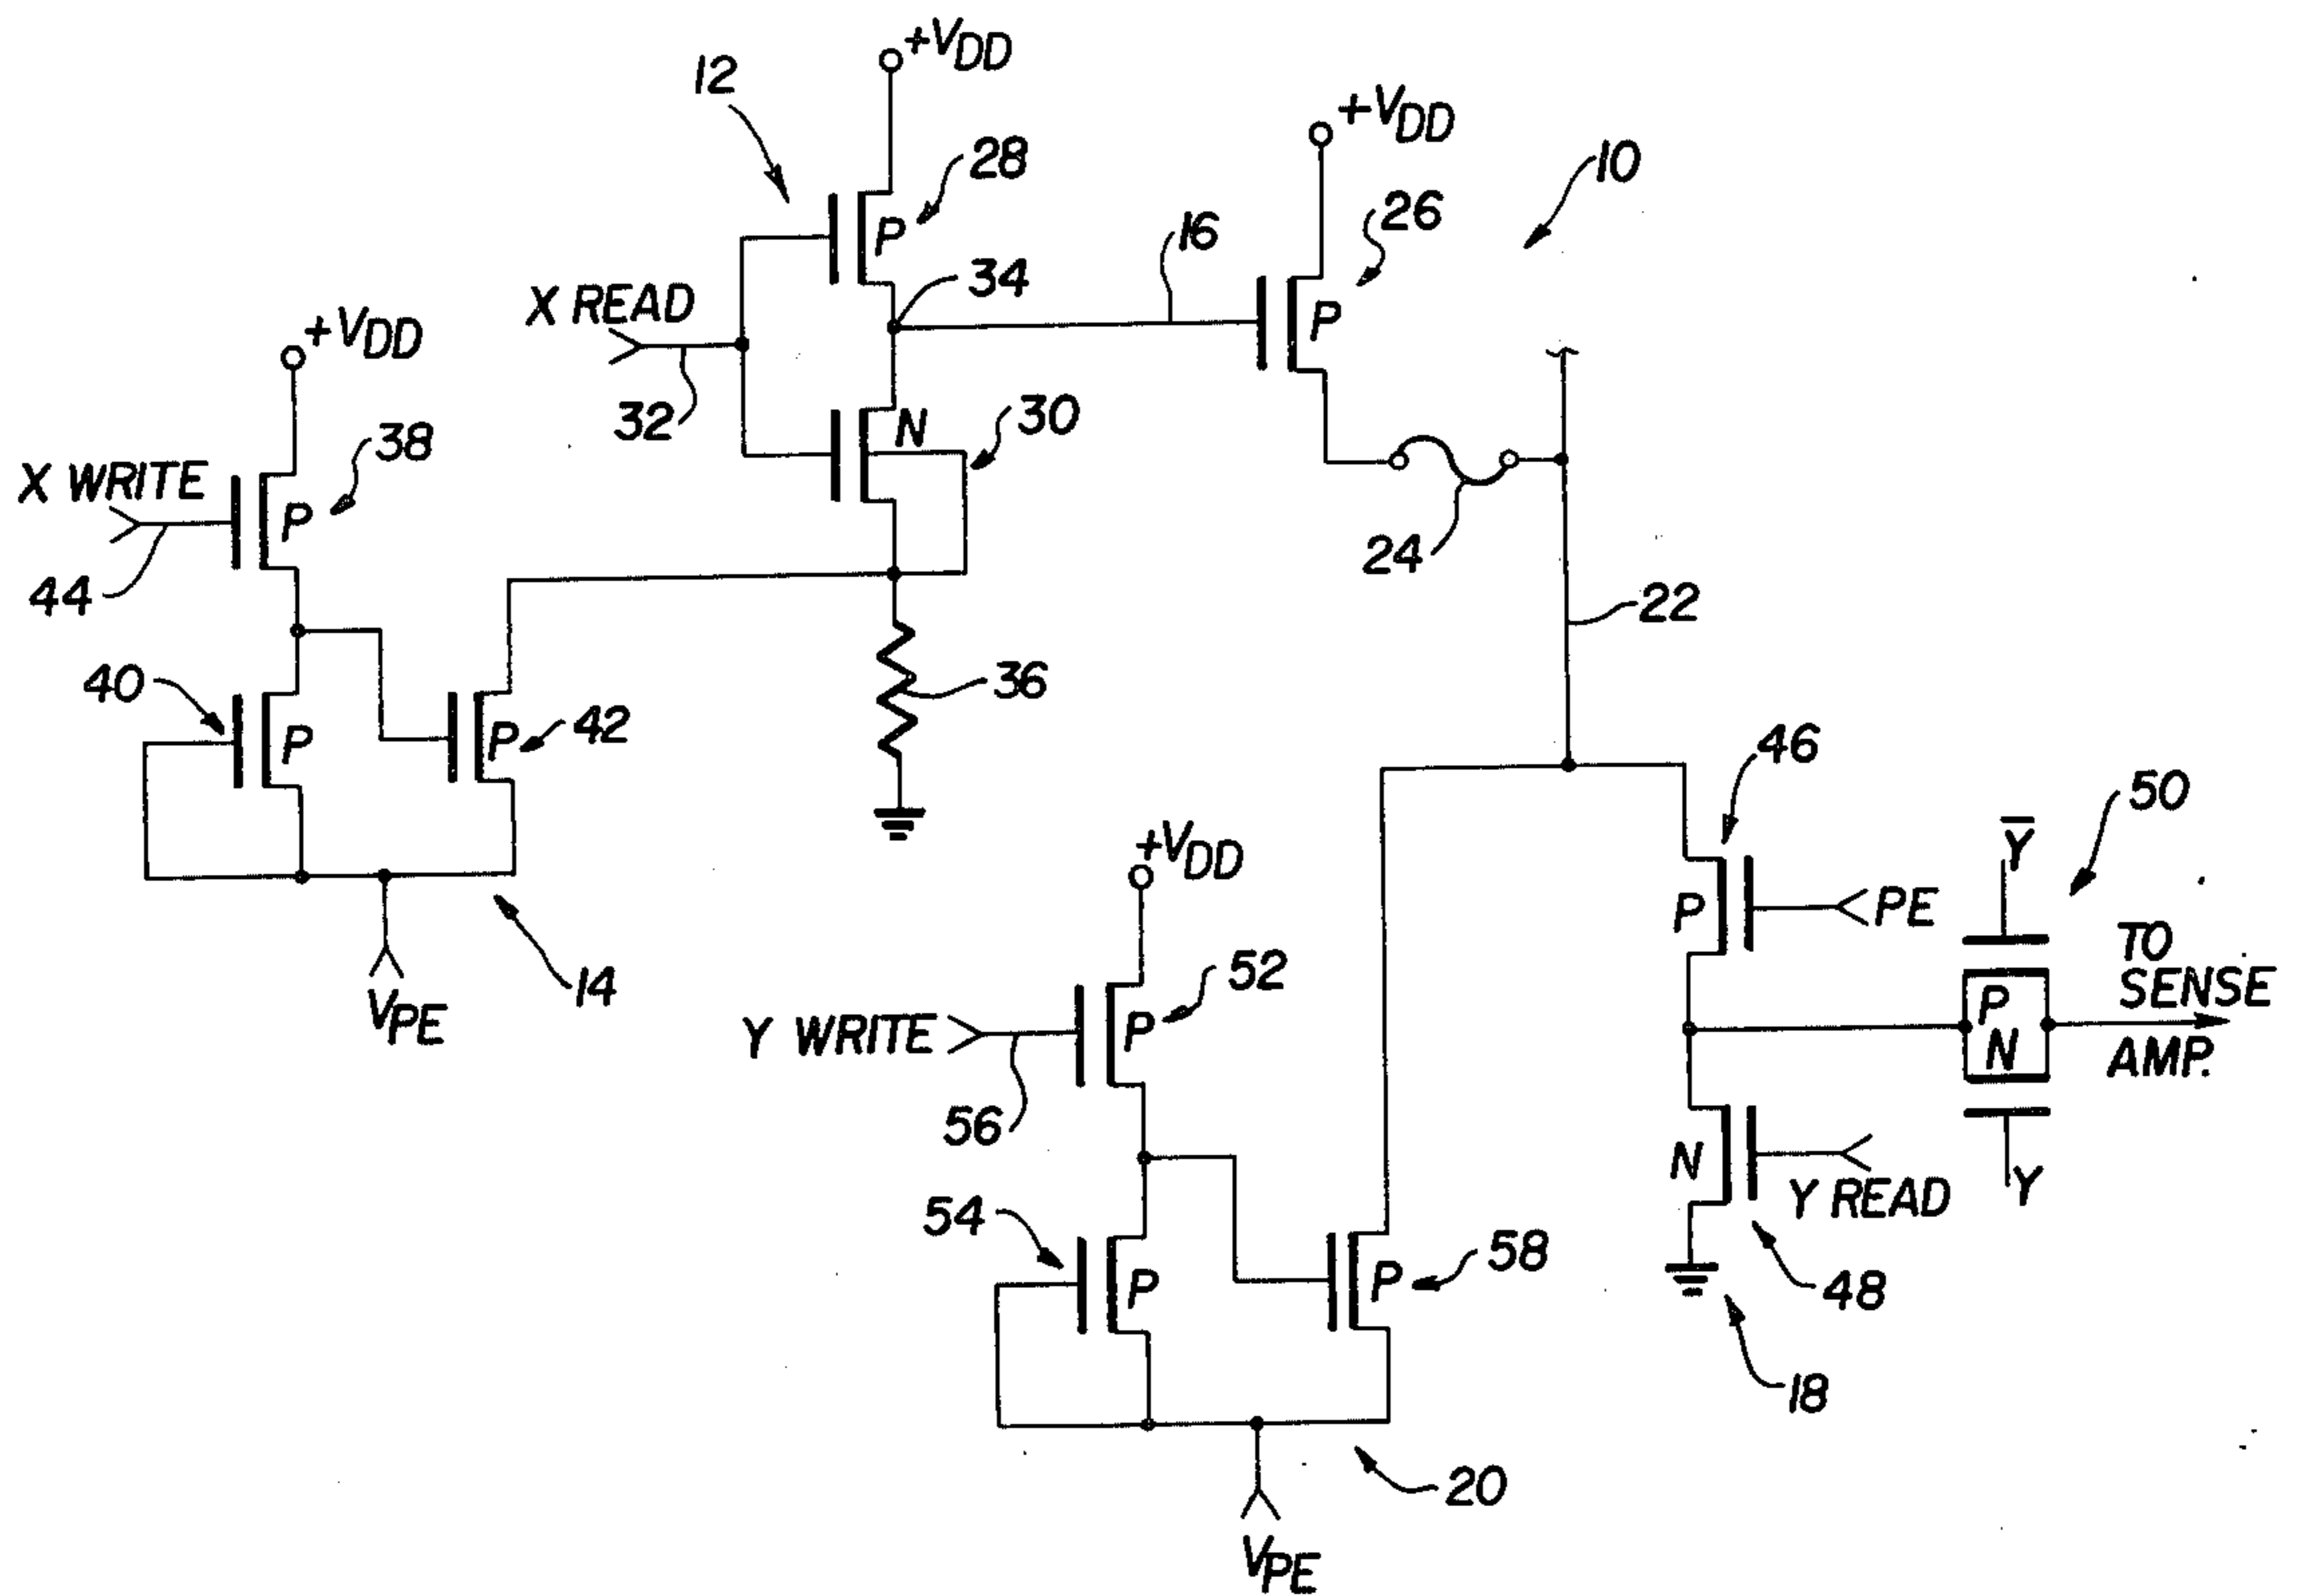 +VDD
12
28
+VDD
10
26
16
34
X READ
+VDD
32
30
38
X WRITE
24
44
22
36
40
42
46
50
+VDD
Y̅
PE
TO
SENSE
AMP.
52
14
VPE
Y WRITE
56
Y
Y READ
54
58
48
18
20
VPE
P
P
N
P
P
P
P
P
N
P
P
P
P
N